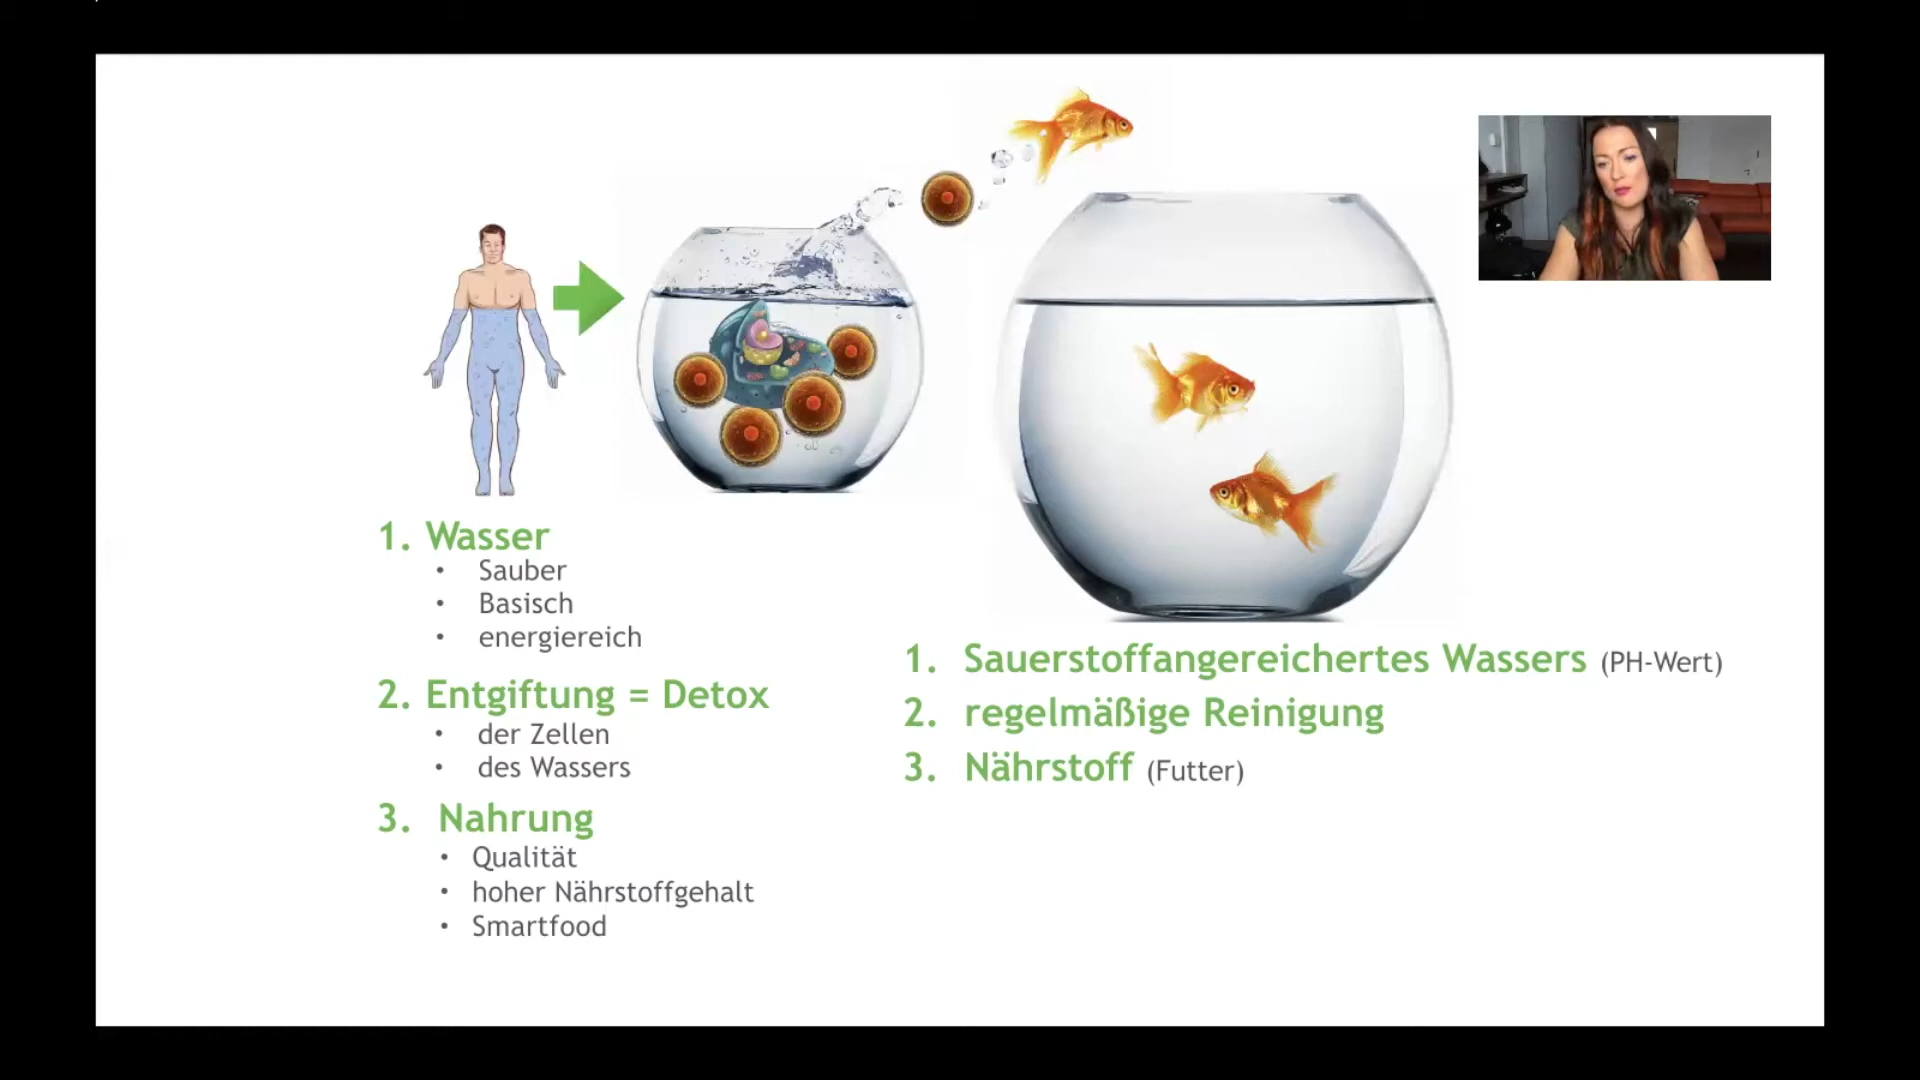 1. Wasser
• Sauber
• Basisch
• energiereich
2. Entgiftung = Detox
• der Zellen
• des Wassers
3. Nahrung
• Qualität
• hoher Nährstoffgehalt
• Smartfood
1. Sauerstoffangereichertes Wassers (PH-Wert)
2. regelmäßige Reinigung
3. Nährstoff (Futter)